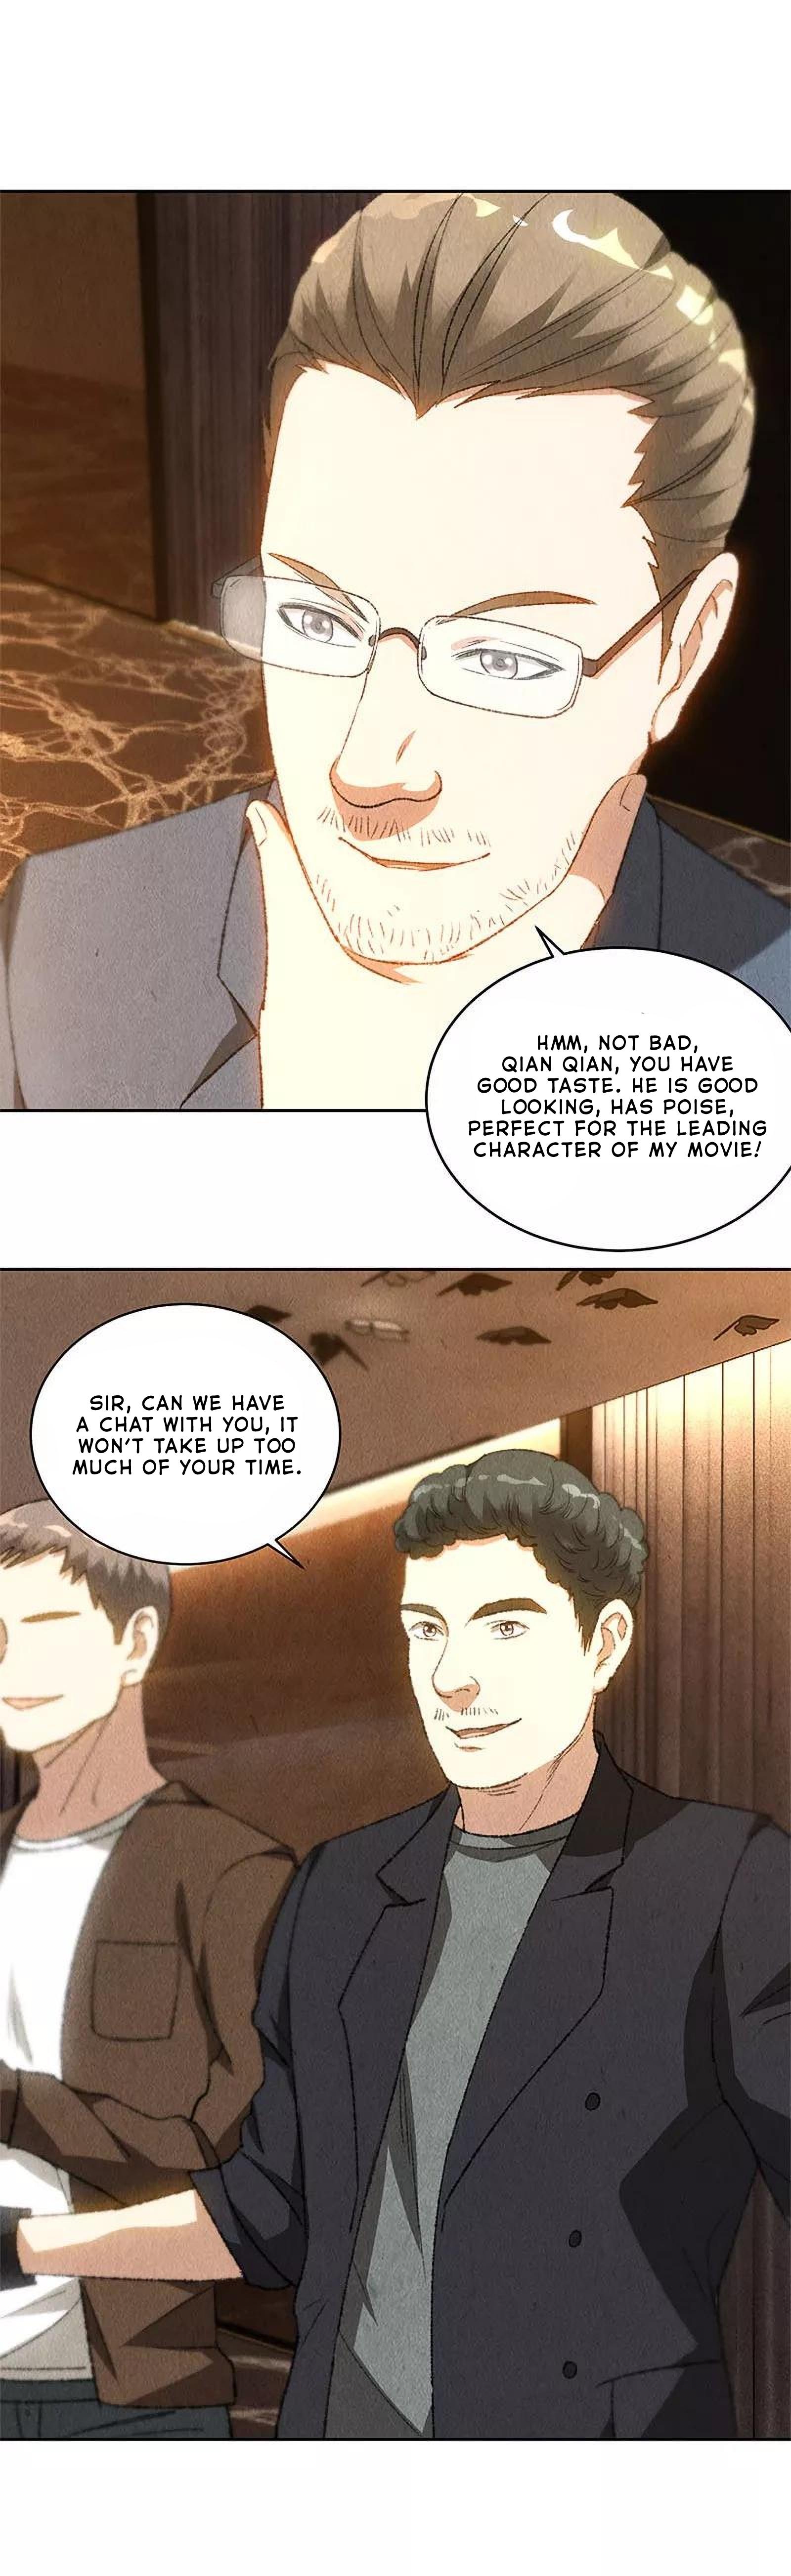 HMM, NOT BAD,
QIAN QIAN, YOU HAVE
GOOD TASTE. HE IS GOOD
LOOKING, HAS POISE,
PERFECT FOR THE LEADING
CHARACTER OF MY MOVIE!
SIR, CAN WE HAVE
A CHAT WITH YOU, IT
WON'T TAKE UP TOO
MUCH OF YOUR TIME.